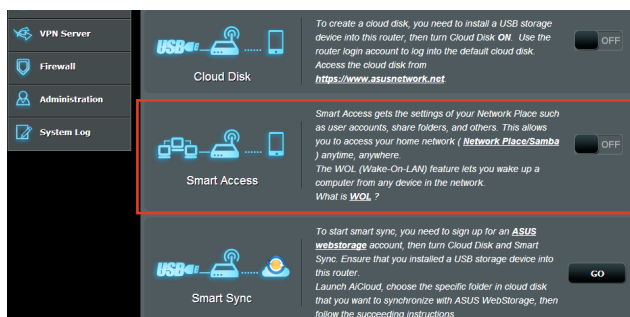 VPN Server
Firewall
Administration
System Log
USB
Cloud Disk
To create a cloud disk, you need to install a USB storage
device into this router, then turn Cloud Disk ON. Use the
router login account to log into the default cloud disk.
Access the cloud disk from
https://www.asusnetwork.net.
OFF
Smart Access
Smart Access gets the settings of your Network Place such
as user accounts, share folders, and others. This allows
you to access your home network ( Network Place/Samba
) anytime, anywhere.
The WOL (Wake-On-LAN) feature lets you wake up a
computer from any device in the network.
What is WOL ?
OFF
USB
Smart Sync
To start smart sync, you need to sign up for an ASUS
webstorage account, then turn Cloud Disk and Smart
Sync. Ensure that you installed a USB storage device into
this router.
Launch AiCloud, choose the specific folder in cloud disk
that you want to synchronize with ASUS WebStorage, then
follow the succeeding instructions
GO